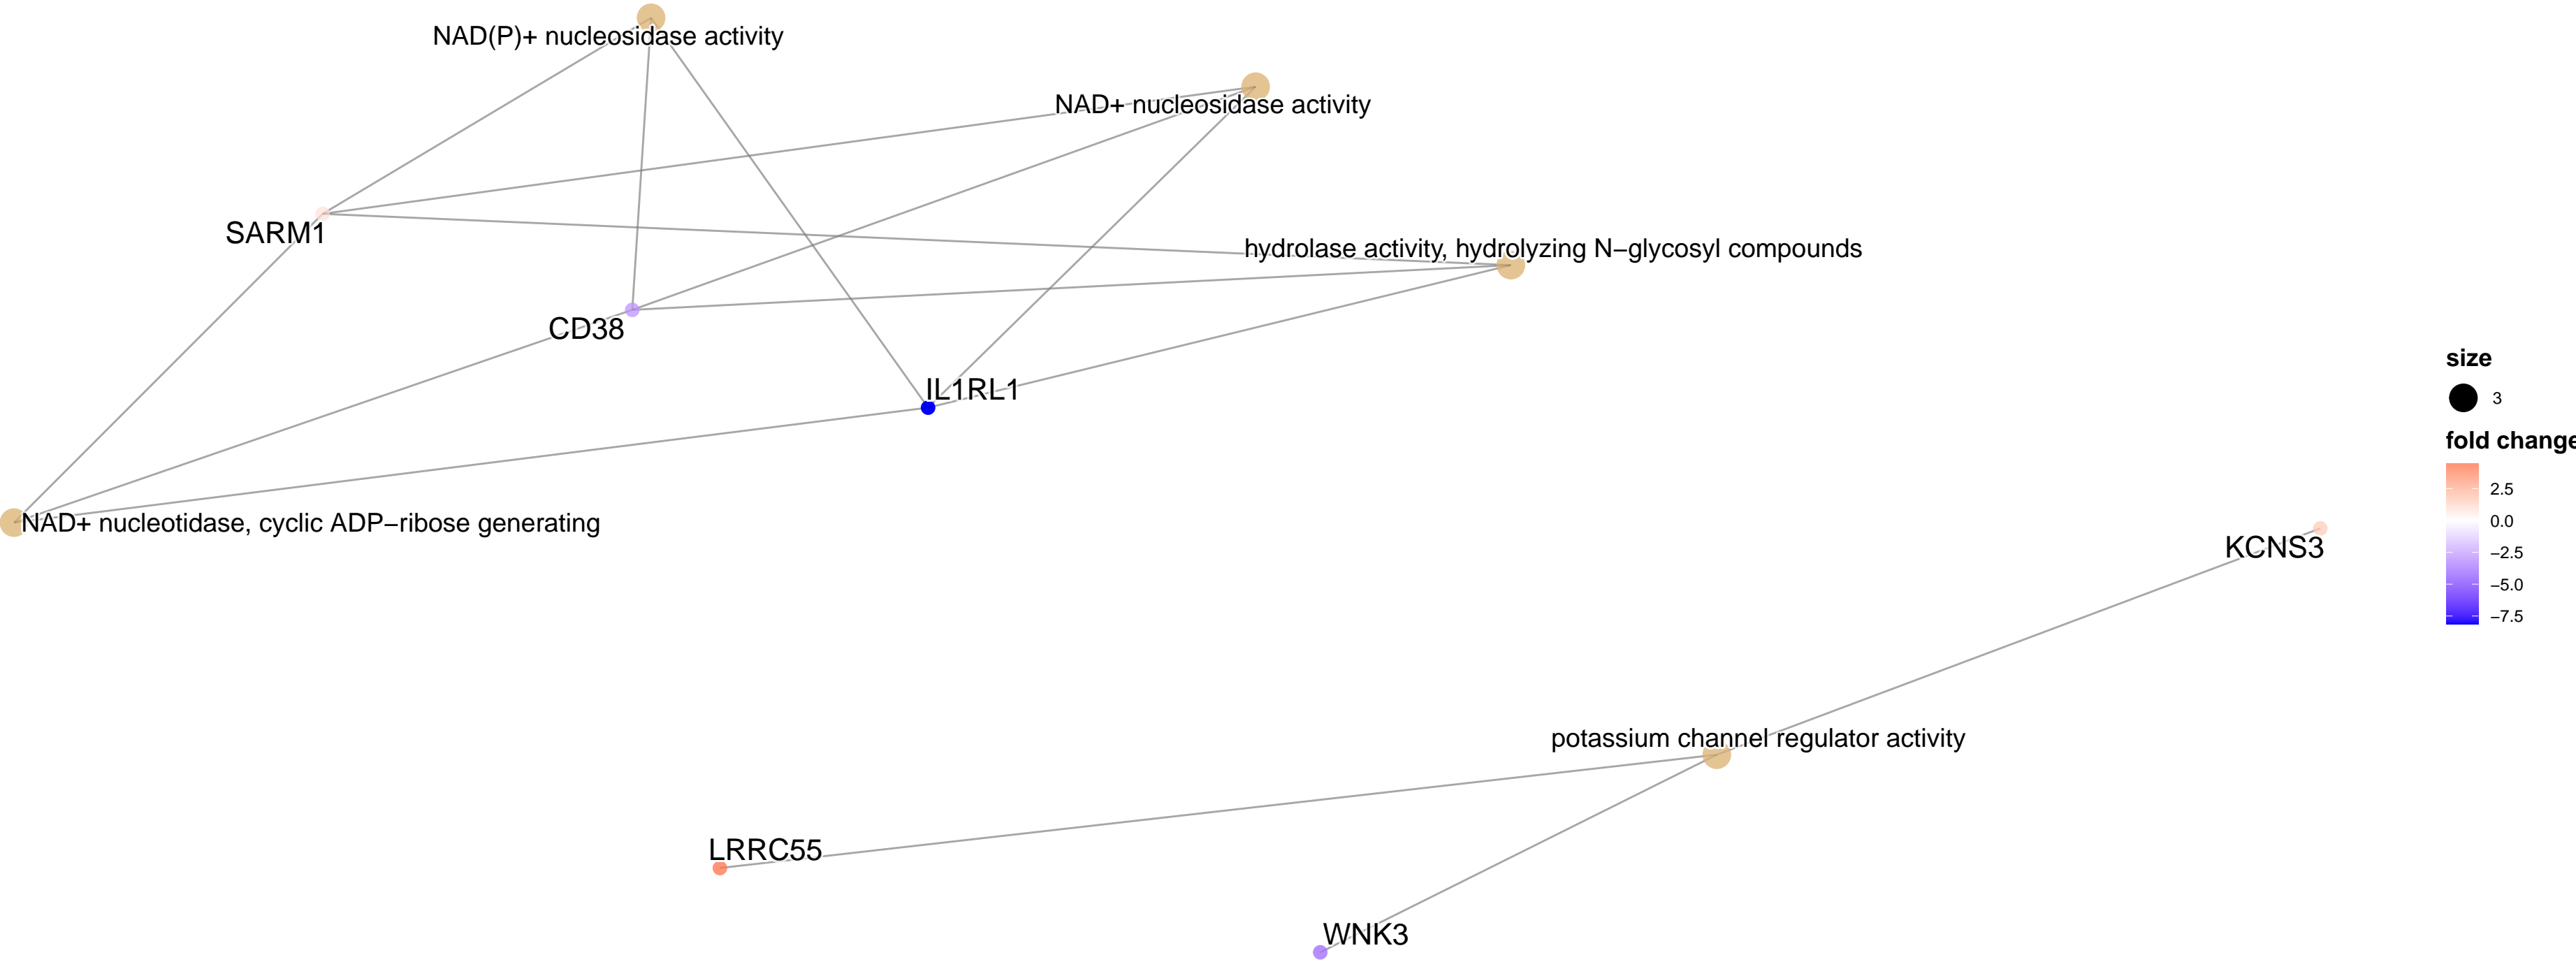 NAD(P)+ nucleosidase activity
NAD+ nucleosidase activity
SARM1
hydrolase activity, hydrolyzing N−glycosyl compounds
CD38
IL1RL1
NAD+ nucleotidase, cyclic ADP−ribose generating
KCNS3
potassium channel regulator activity
LRRC55
WNK3
size
3
fold change
2.5
0.0
−2.5
−5.0
−7.5